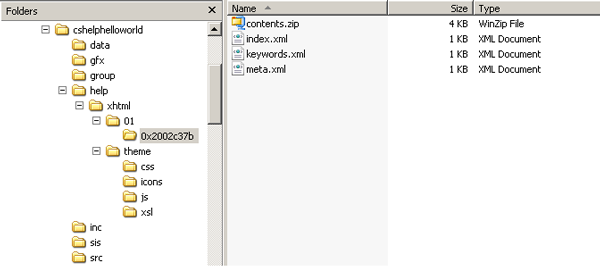 Folders
cshelphelloworld
data
gfx
group
help
xhtml
01
0x2002c37b
theme
css
icons
js
xsl
inc
sis
src
Name Size Type
contents.zip 4 KB WinZip File
index.xml 1 KB XML Document
keywords.xml 1 KB XML Document
meta.xml 1 KB XML Document